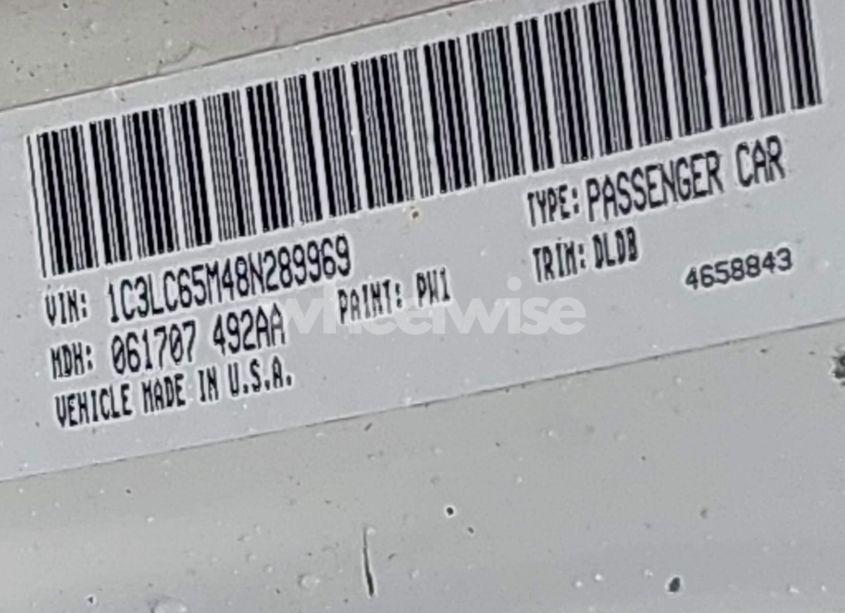 VIN: 1C3LC65M48N289969
TYPE: PASSENGER CAR
MDH: 061707 492AA
PAINT: PW1
TRIM: DLDB
4658843
VEHICLE MADE IN U.S.A.
wheelwise